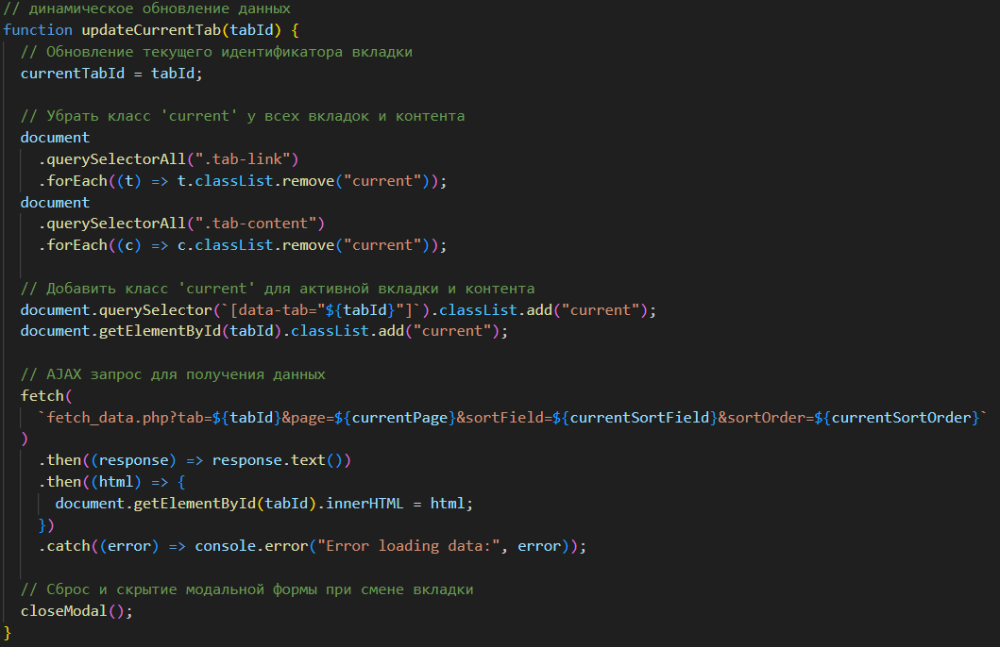 // динамическое обновление данных
function updateCurrentTab(tabId) {
  // Обновление текущего идентификатора вкладки
  currentTabId = tabId;

  // Убрать класс 'current' у всех вкладок и контента
  document
    .querySelectorAll(".tab-link")
    .forEach((t) => t.classList.remove("current"));
  document
    .querySelectorAll(".tab-content")
    .forEach((c) => c.classList.remove("current"));

  // Добавить класс 'current' для активной вкладки и контента
  document.querySelector(`[data-tab="${tabId}"]`).classList.add("current");
  document.getElementById(tabId).classList.add("current");

  // AJAX запрос для получения данных
  fetch(
    `fetch_data.php?tab=${tabId}&page=${currentPage}&sortField=${currentSortField}&sortOrder=${currentSortOrder}`
  )
    .then((response) => response.text())
    .then((html) => {
      document.getElementById(tabId).innerHTML = html;
    })
    .catch((error) => console.error("Error loading data:", error));

  // Сброс и скрытие модальной формы при смене вкладки
  closeModal();
}